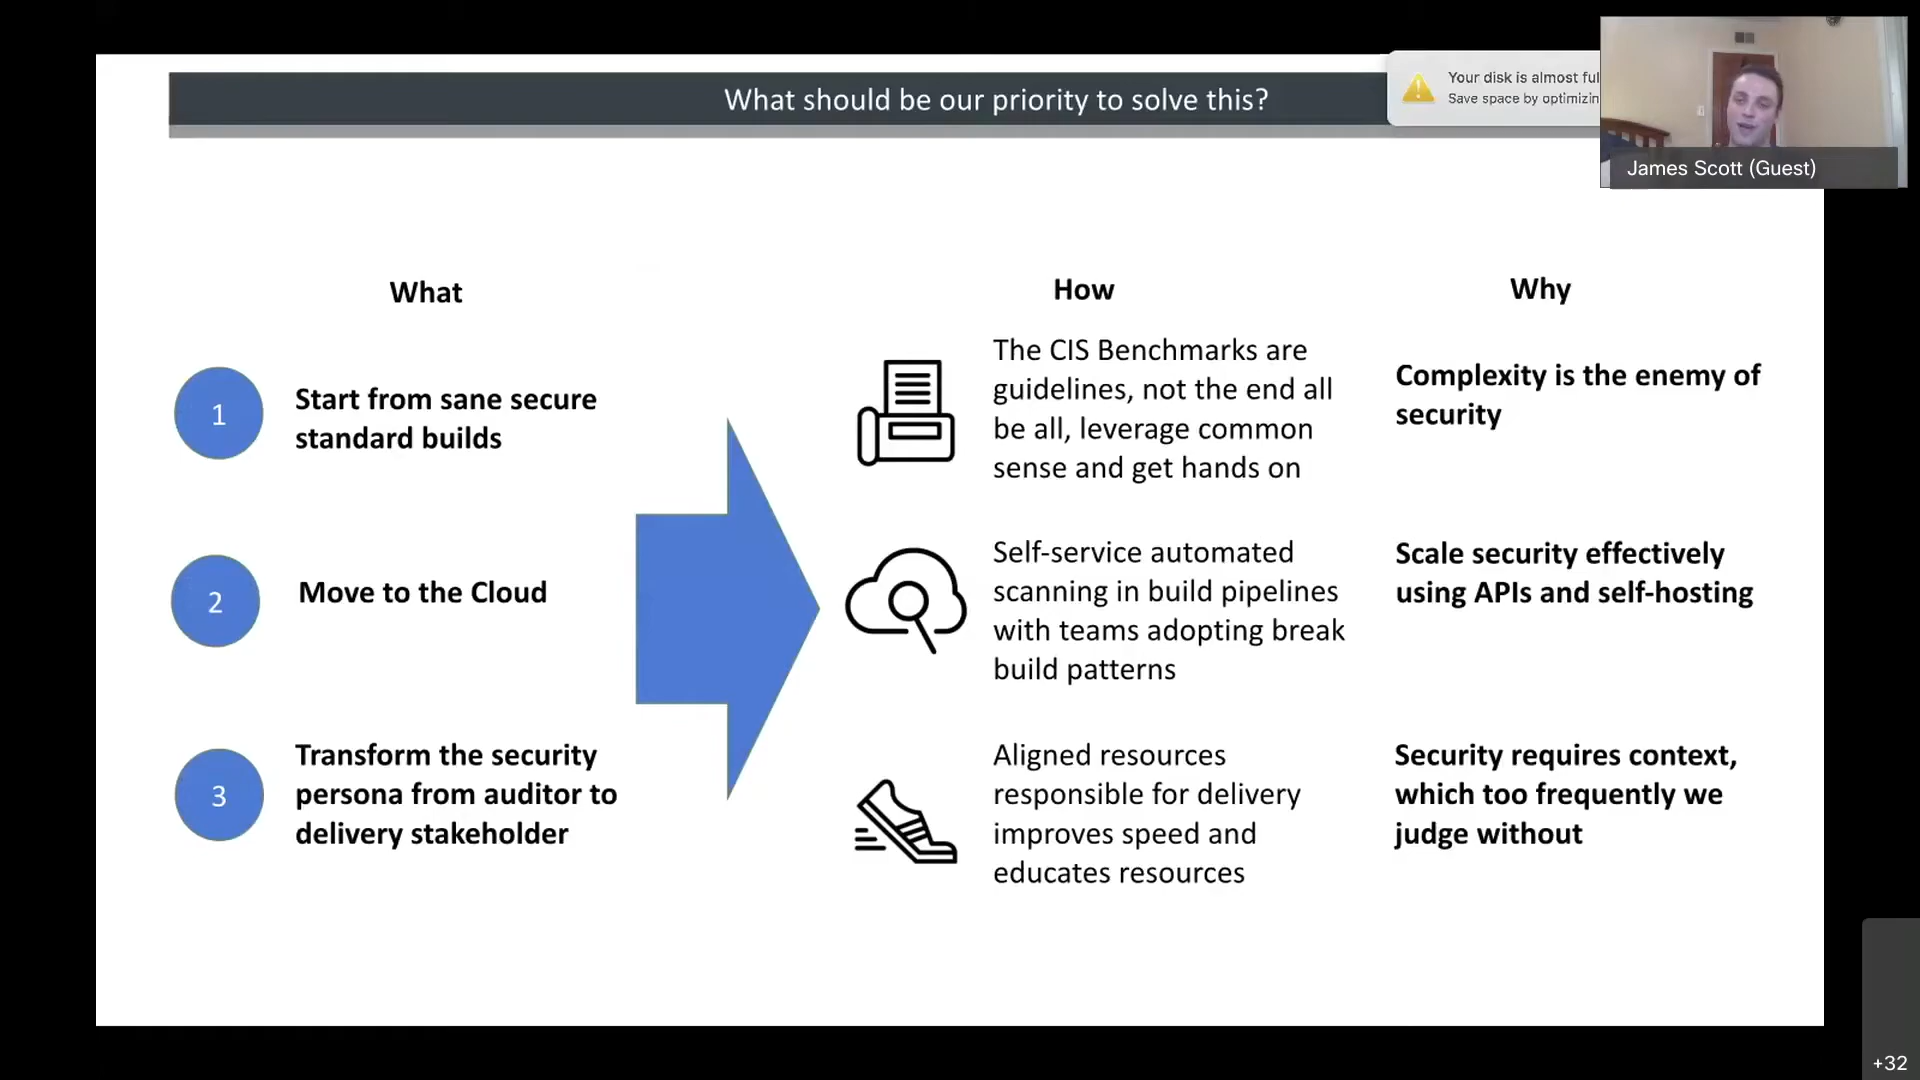 What should be our priority to solve this?
Your disk is almost ful
Save space by optimizin
James Scott (Guest)
What
How
Why
1
Start from sane secure
standard builds
The CIS Benchmarks are
guidelines, not the end all
be all, leverage common
sense and get hands on
Complexity is the enemy of
security
2
Move to the Cloud
Self-service automated
scanning in build pipelines
with teams adopting break
build patterns
Scale security effectively
using APIs and self-hosting
3
Transform the security
persona from auditor to
delivery stakeholder
Aligned resources
responsible for delivery
improves speed and
educates resources
Security requires context,
which too frequently we
judge without
+32